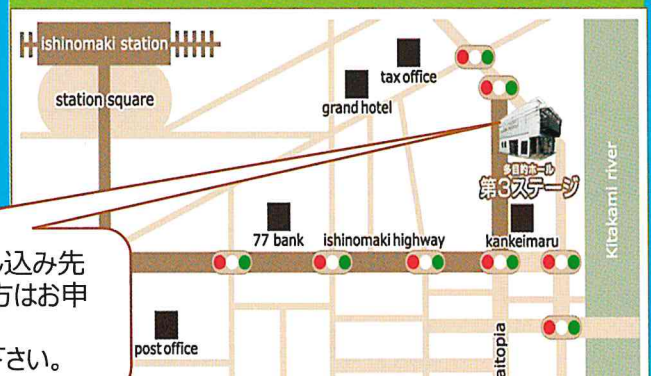 ishinomaki station
tax office
station square
grand hotel
多目的ホール
第3ステージ
Kitakami river
77 bank
ishinomaki highway
kankeimaru
込み先
方はお申
下さい。
post office
aitopia